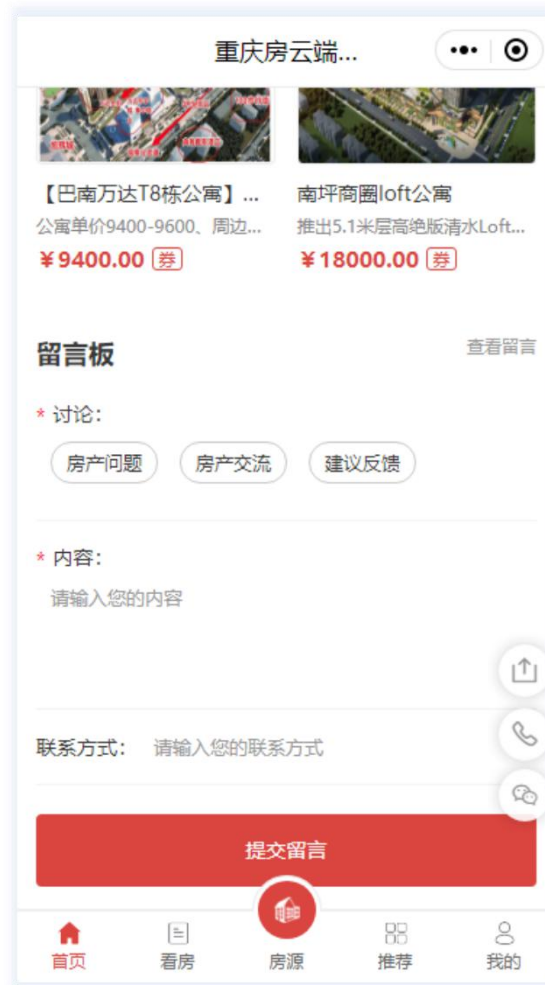 重庆房云端...
【巴南万达T8栋公寓】...
南坪商圈loft公寓
公寓单价9400-9600、周边...
推出5.1米层高绝版清水Loft...
￥9400.00 券
￥18000.00 券
留言板
查看留言
* 讨论：
房产问题
房产交流
建议反馈
* 内容：
请输入您的内容
联系方式：
请输入您的联系方式
提交留言
首页
看房
房源
推荐
我的